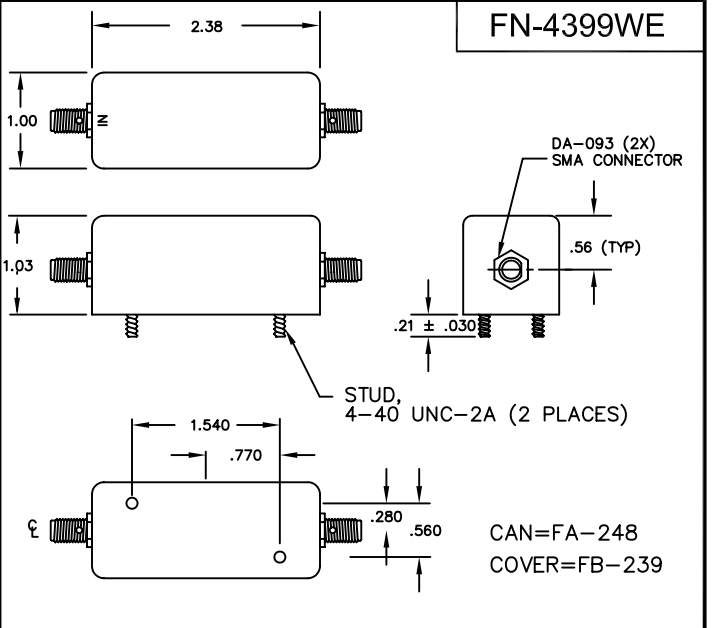 FN-4399WE
2.38
1.00
IN
DA-093 (2X)
SMA CONNECTOR
1.03
.56 (TYP)
.21 ± .030
STUD,
4-40 UNC-2A (2 PLACES)
1.540
.770
℄
.280
.560
CAN=FA-248
COVER=FB-239